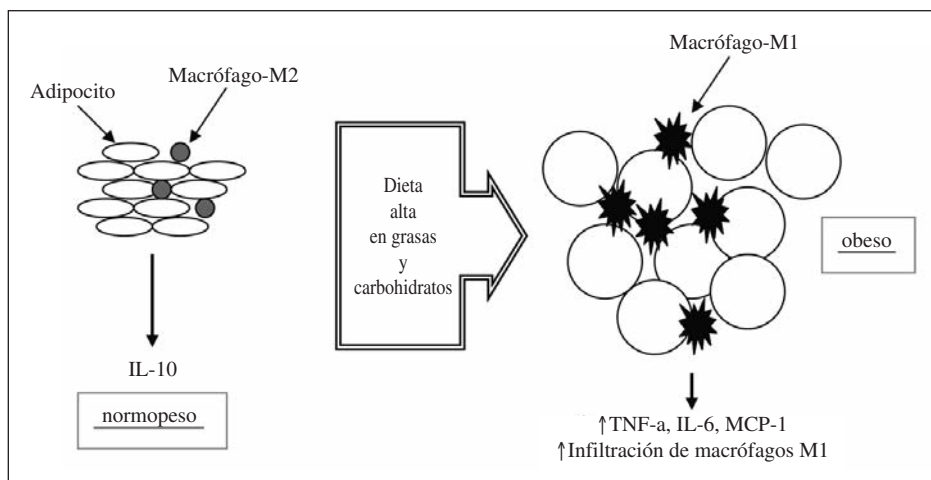 Macrófago-M1
Macrófago-M2
Adipocito
Dieta
alta
en grasas
y
carbohidratos
obeso
IL-10
normopeso
↑TNF-a, IL-6, MCP-1
↑Infiltración de macrófagos M1